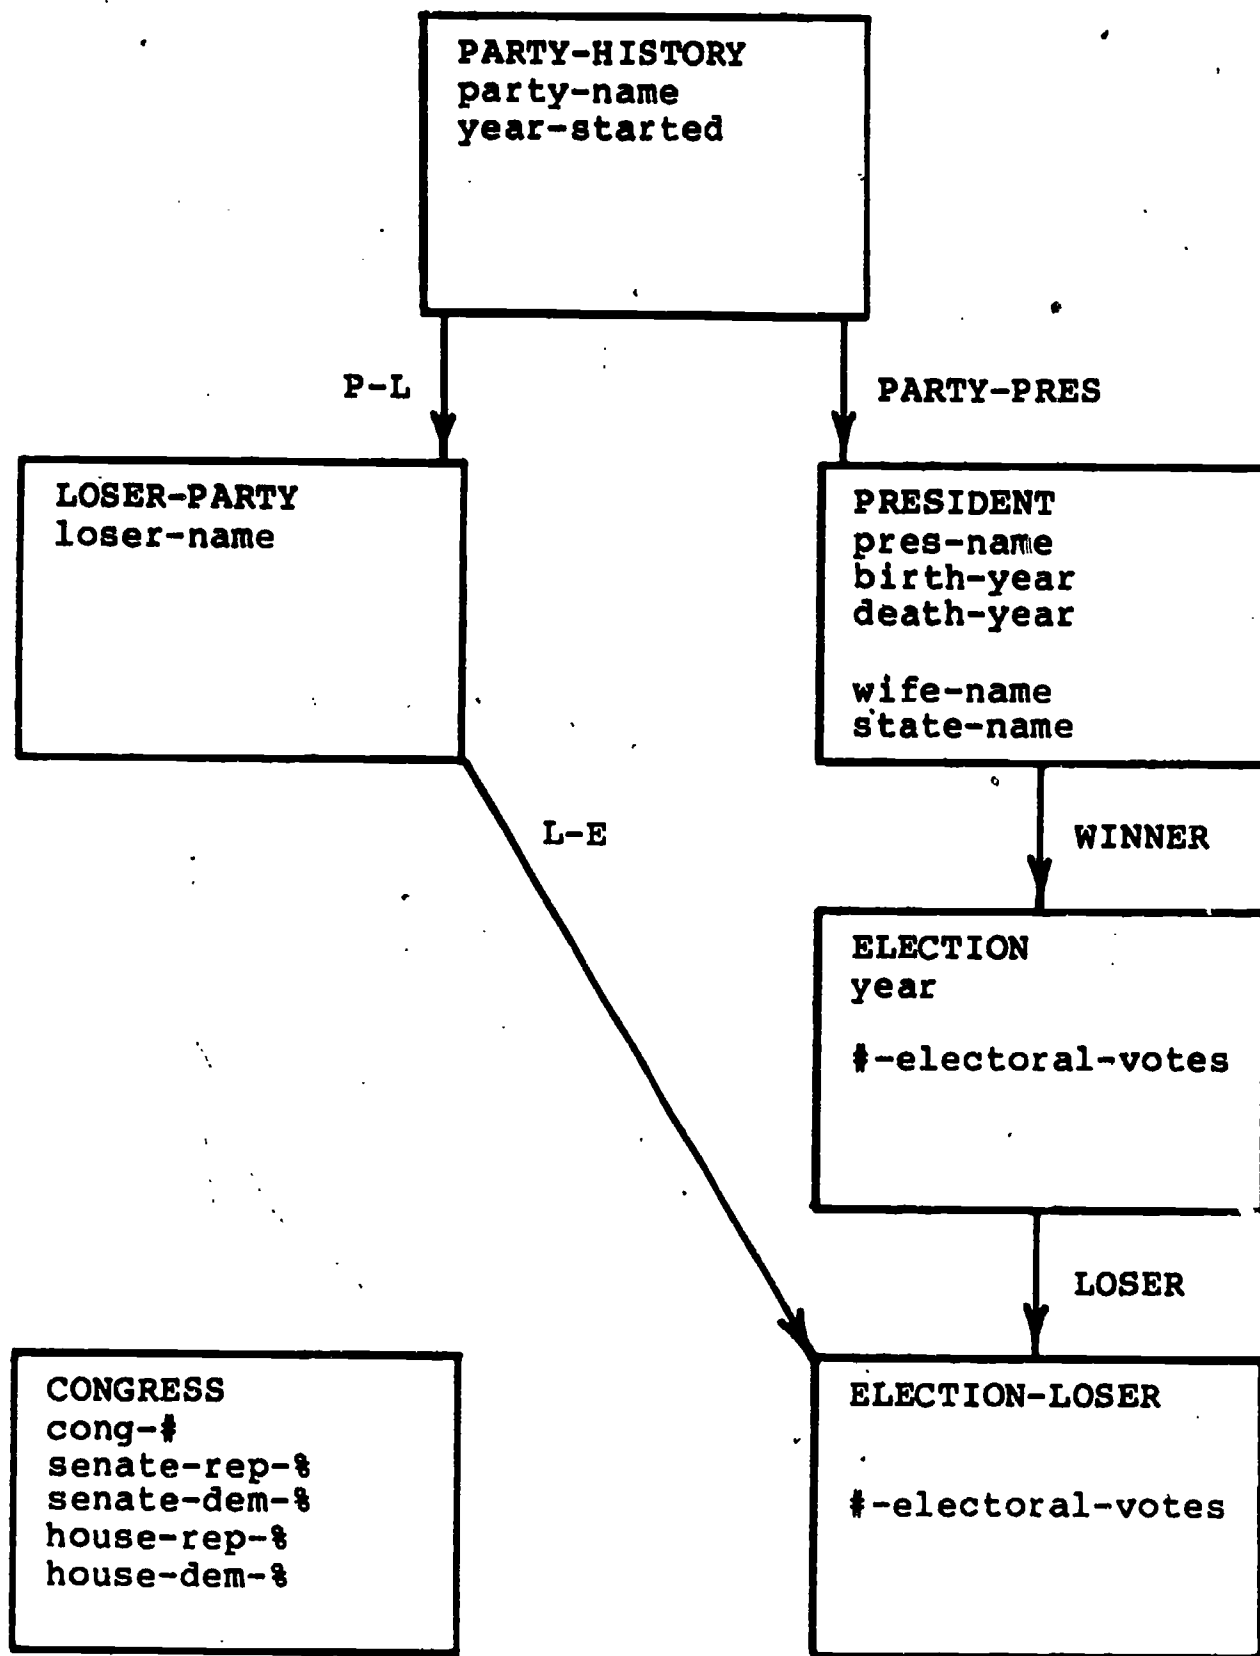 PARTY-HISTORY
party-name
year-started
P-L
PARTY-PRES
LOSER-PARTY
loser-name
PRESIDENT
pres-name
birth-year
death-year
wife-name
state-name
L-E
WINNER
ELECTION
year
#-electoral-votes
LOSER
CONGRESS
cong-#
senate-rep-%
senate-dem-%
house-rep-%
house-dem-%
ELECTION-LOSER
#-electoral-votes